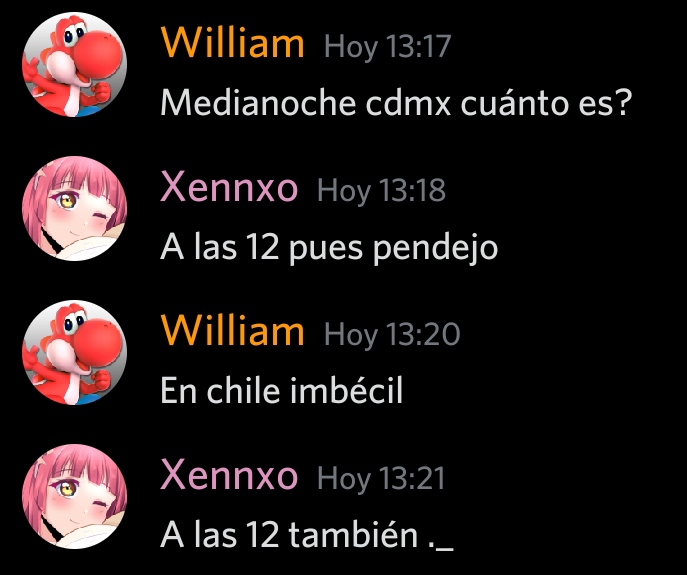 William Hoy 13:17
Medianoche cdmx cuánto es?
Xennxo Hoy 13:18
A las 12 pues pendejo
William Hoy 13:20
En chile imbécil
Xennxo Hoy 13:21
A las 12 también ._